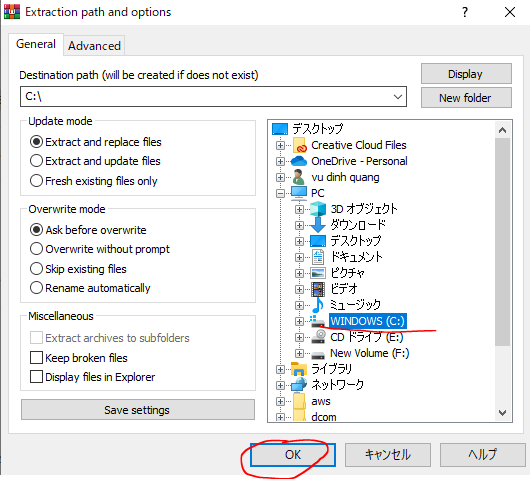 Extraction path and options
General
Advanced
Destination path (will be created if does not exist)
C:\
Display
New folder
Update mode
Extract and replace files
Extract and update files
Fresh existing files only
Overwrite mode
Ask before overwrite
Overwrite without prompt
Skip existing files
Rename automatically
Miscellaneous
Extract archives to subfolders
Keep broken files
Display files in Explorer
Save settings
デスクトップ
Creative Cloud Files
OneDrive - Personal
vu dinh quang
PC
3D オブジェクト
ダウンロード
デスクトップ
ドキュメント
ピクチャ
ビデオ
ミュージック
WINDOWS (C:)
CD ドライブ (E:)
New Volume (F:)
ライブラリ
ネットワーク
aws
dcom
OK
キャンセル
ヘルプ